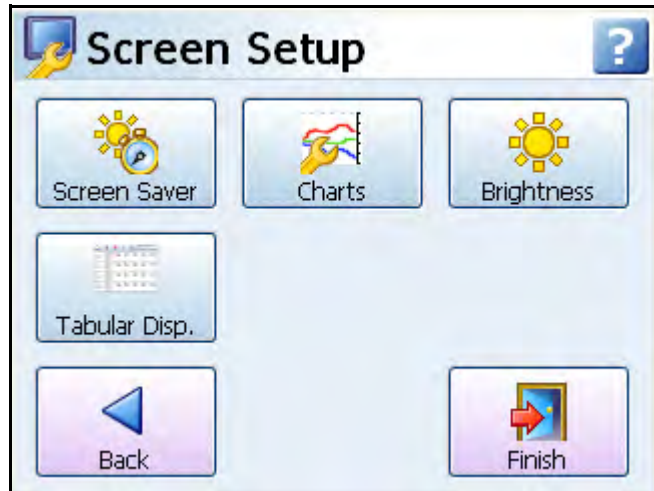 Screen Setup
?
Screen Saver
Charts
Brightness
Tabular Disp.
Back
Finish